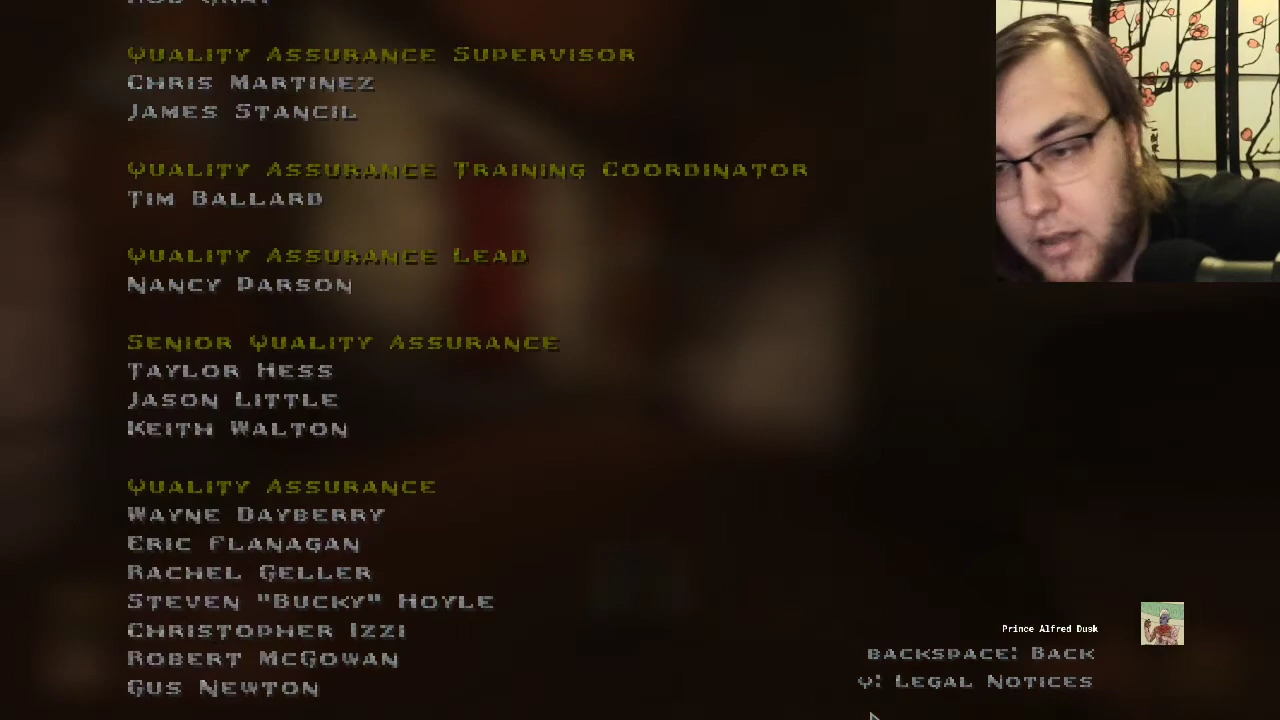 Quality Assurance Supervisor
Chris Martinez
James Stancil
Quality Assurance Training Coordinator
Tim Ballard
Quality Assurance Lead
Nancy Parson
Senior Quality Assurance
Taylor Hess
Jason Little
Keith Walton
Quality Assurance
Wayne Dayberry
Eric Flanagan
Rachel Geller
Steven "Bucky" Hoyle
Christopher Izzi
Robert McGowan
Gus Newton
Prince Alfred Dusk
backspace: Back
Q: Legal Notices